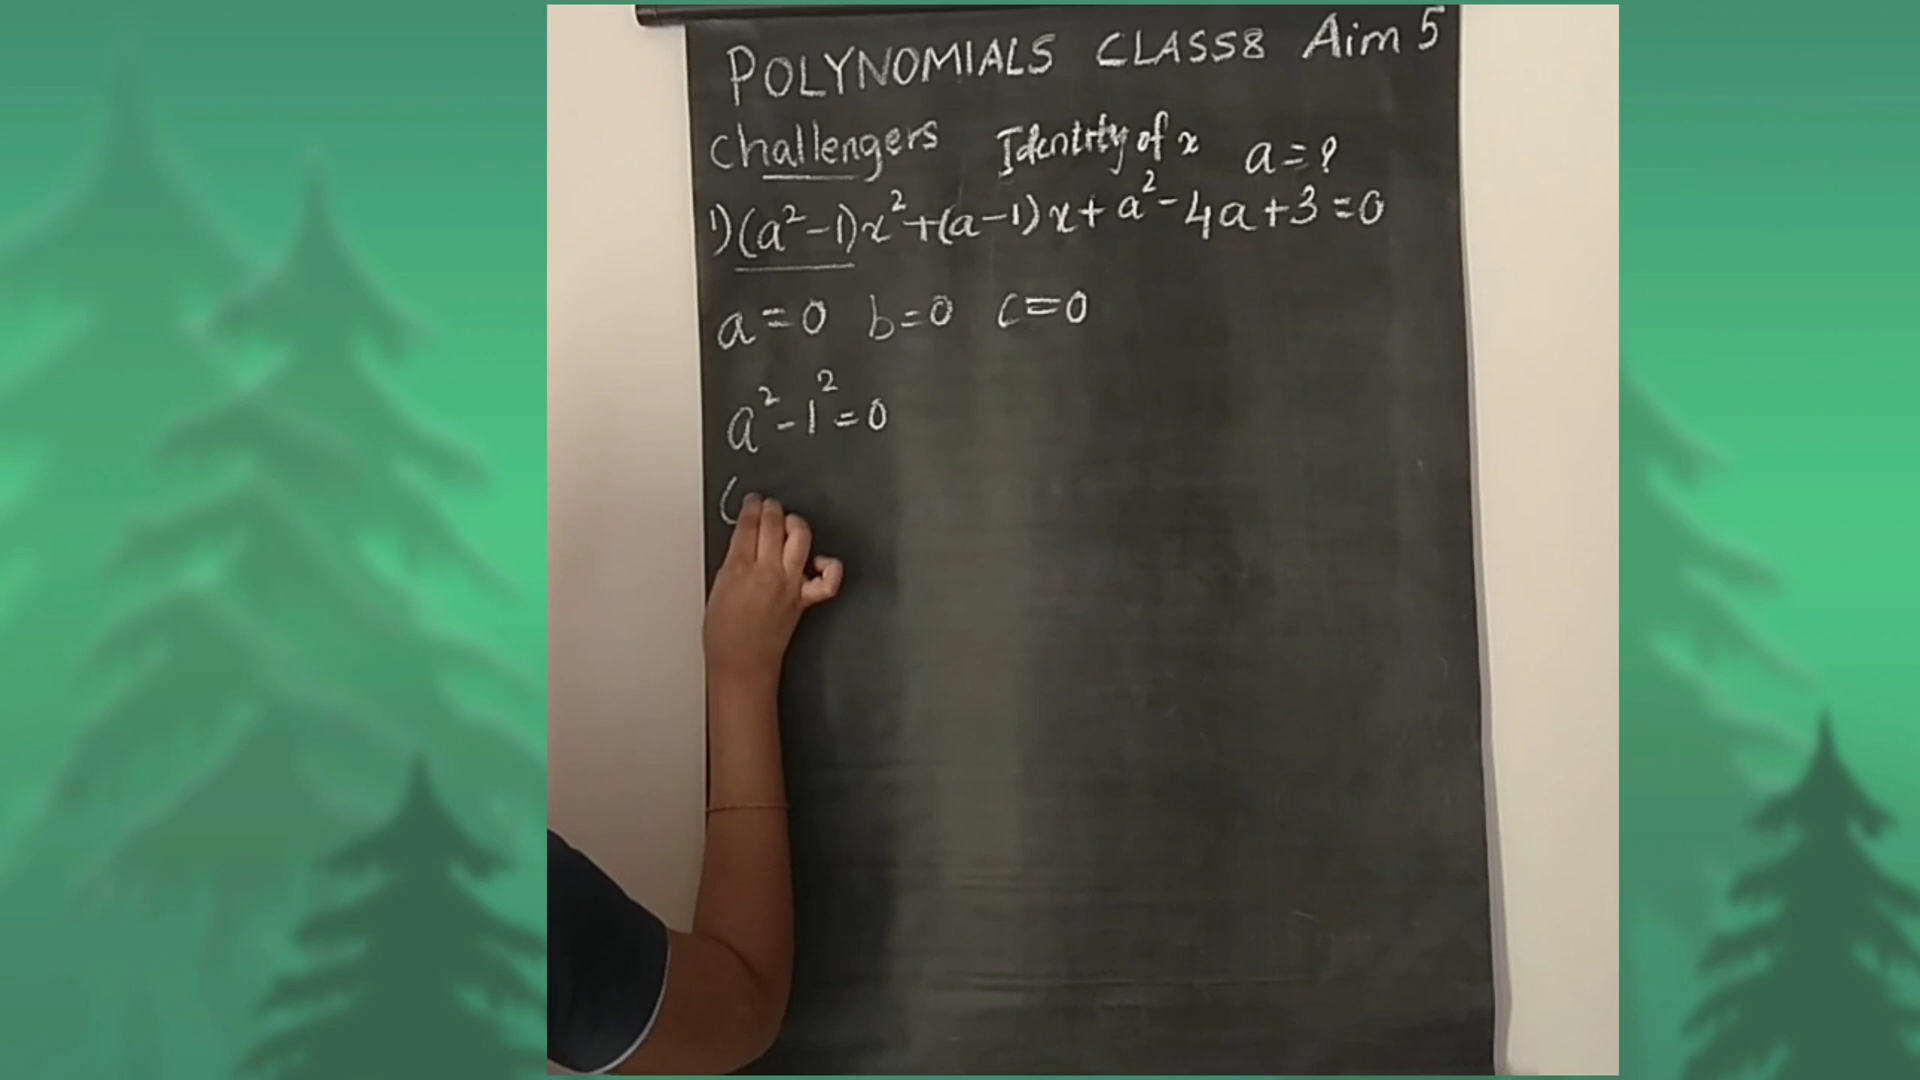 POLYNOMIALS CLASS8 Aim 5
Challengers Identity of x a=?
1) (a²-1)x²+(a-1)x+a²-4a+3=0
a=0 b=0 c=0
a²-1²=0
(